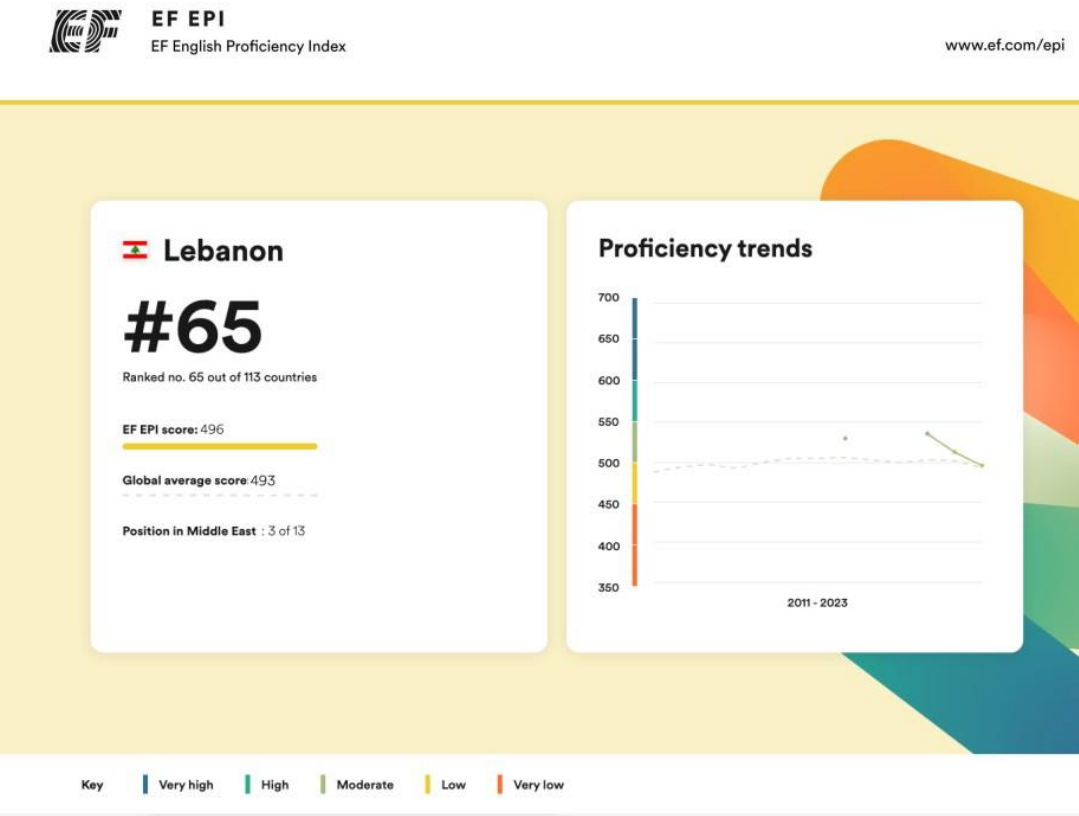 EF
EF EPI
EF English Proficiency Index
www.ef.com/epi
Lebanon
#65
Ranked no. 65 out of 113 countries
EF EPI score: 496
Global average score: 493
Position in Middle East : 3 of 13
Proficiency trends
700
650
600
550
500
450
400
350
2011 - 2023
Key
Very high
High
Moderate
Low
Very low